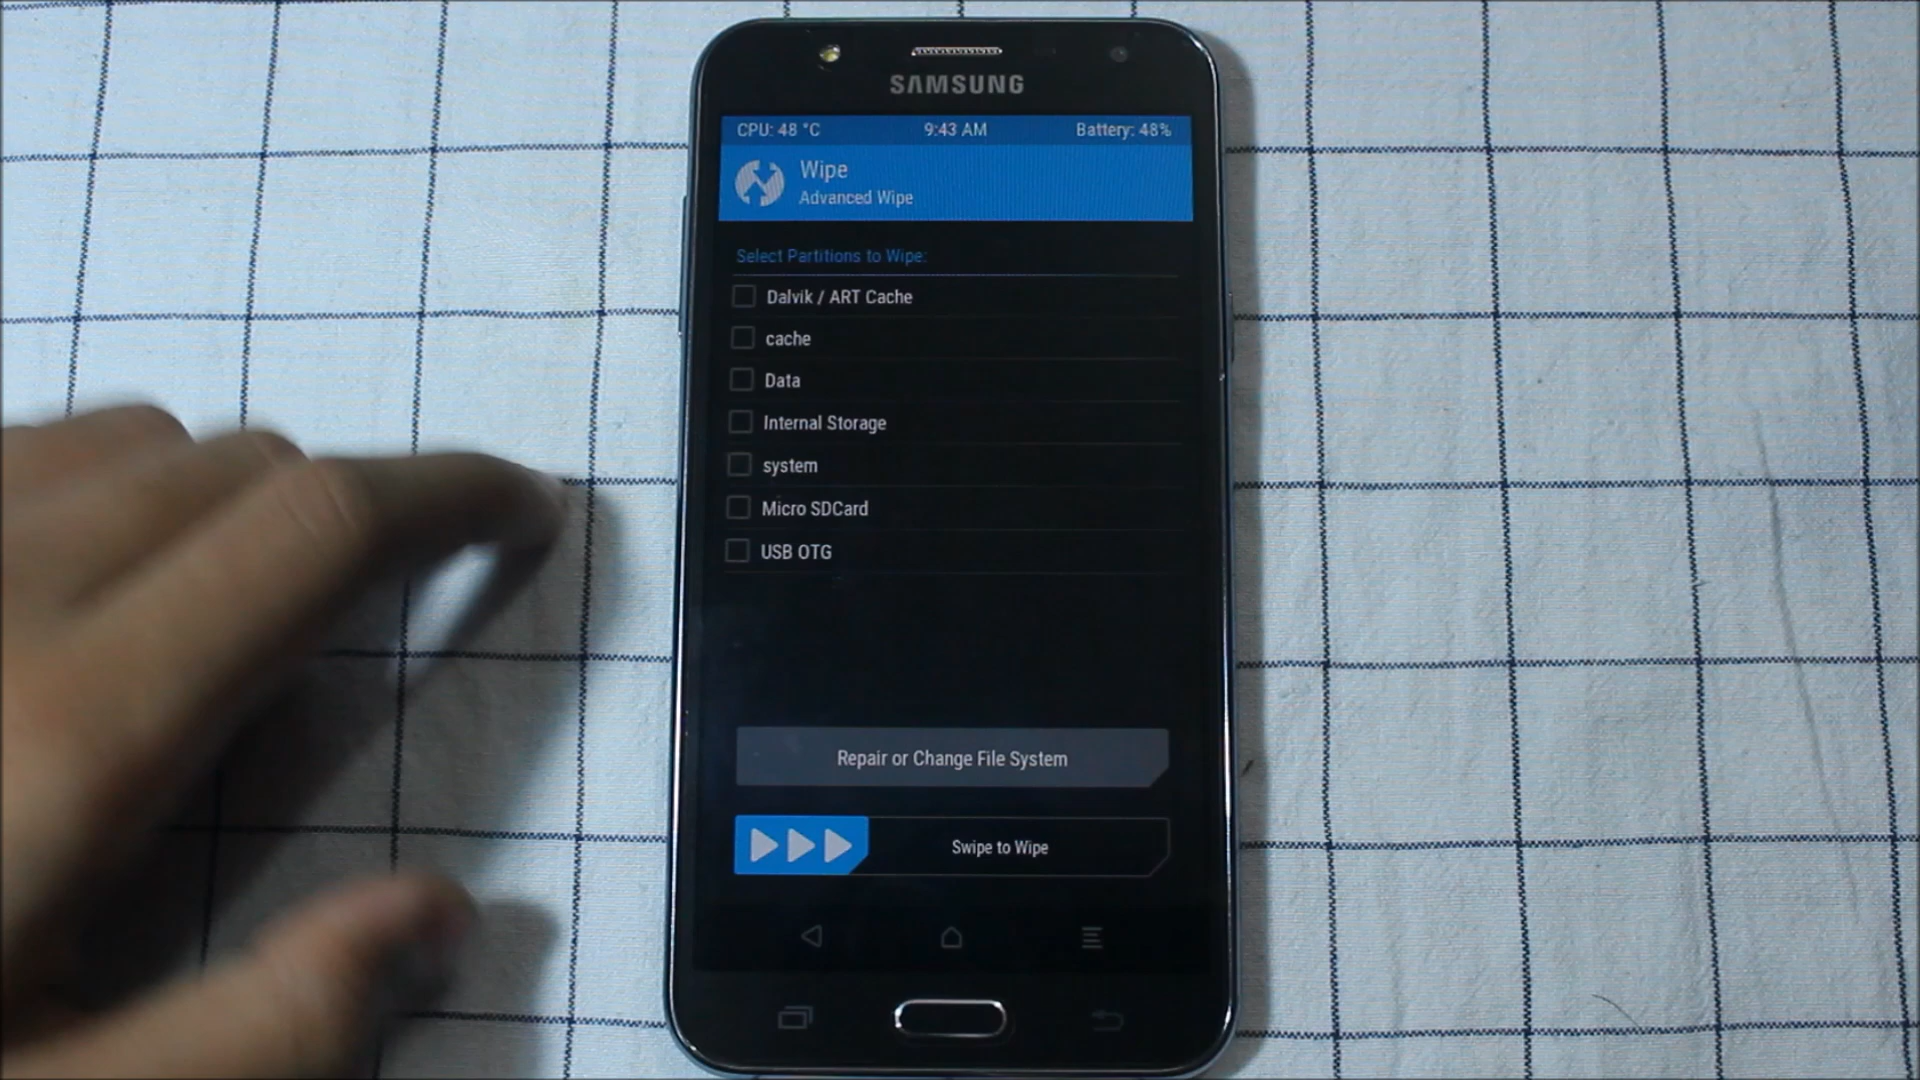 SAMSUNG
CPU: 48 °C 9:43 AM Battery: 48%
Wipe
Advanced Wipe
Select Partitions to Wipe:
Dalvik / ART Cache
cache
Data
Internal Storage
system
Micro SDCard
USB OTG
Repair or Change File System
Swipe to Wipe